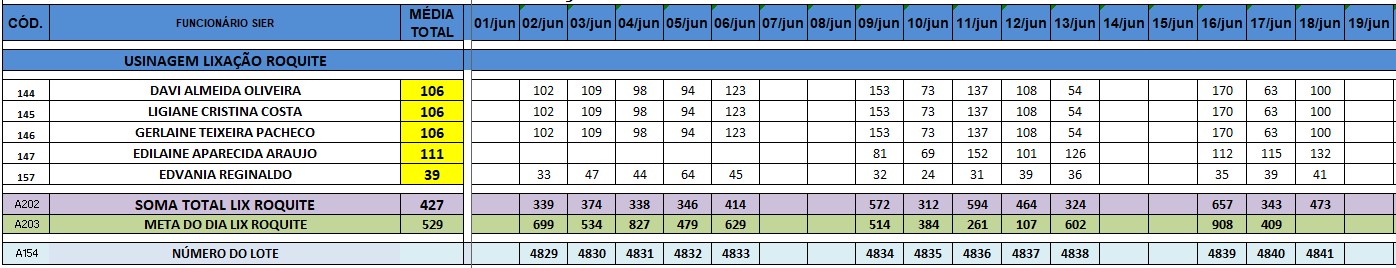 CÓD. FUNCIONÁRIO SIER MÉDIA TOTAL 01/jun 02/jun 03/jun 04/jun 05/jun 06/jun 07/jun 08/jun 09/jun 10/jun 11/jun 12/jun 13/jun 14/jun 15/jun 16/jun 17/jun 18/jun 19/jun
USINAGEM LIXAÇÃO ROQUITE
144 DAVI ALMEIDA OLIVEIRA 106 102 109 98 94 123 153 73 137 108 54 170 63 100
145 LIGIANE CRISTINA COSTA 106 102 109 98 94 123 153 73 137 108 54 170 63 100
146 GERLAINE TEIXEIRA PACHECO 106 102 109 98 94 123 153 73 137 108 54 170 63 100
147 EDILAINE APARECIDA ARAUJO 111 81 69 152 101 126 112 115 132
157 EDVANIA REGINALDO 39 33 47 44 64 45 32 24 31 39 36 35 39 41
A202 SOMA TOTAL LIX ROQUITE 427 339 374 338 346 414 572 312 594 464 324 657 343 473
A203 META DO DIA LIX ROQUITE 529 699 534 827 479 629 514 384 261 107 602 908 409
A154 NÚMERO DO LOTE 4829 4830 4831 4832 4833 4834 4835 4836 4837 4838 4839 4840 4841